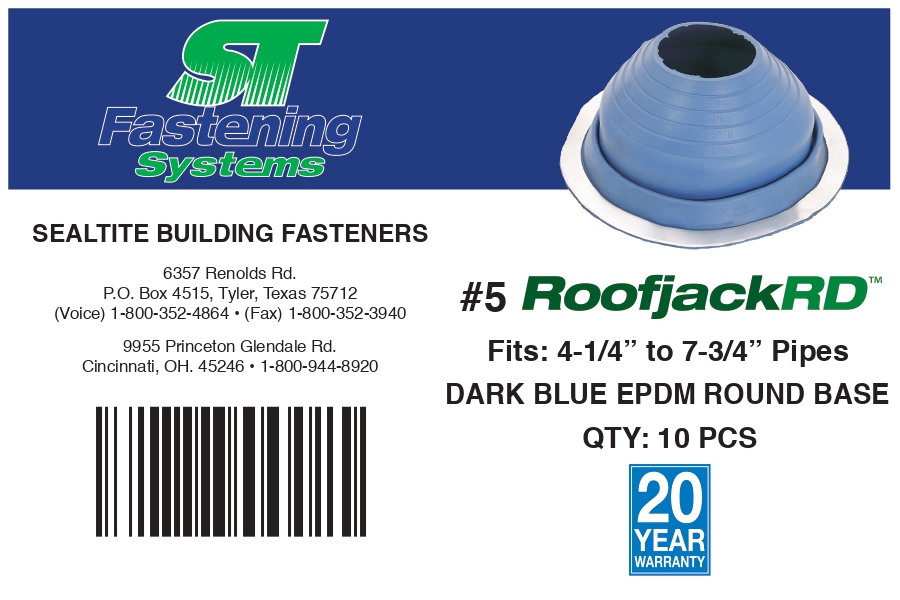 ST
Fastening
Systems
SEALTITE BUILDING FASTENERS
6357 Renolds Rd.
P.O. Box 4515, Tyler, Texas 75712
(Voice) 1-800-352-4864 • (Fax) 1-800-352-3940
9955 Princeton Glendale Rd.
Cincinnati, OH. 45246 • 1-800-944-8920
#5 RoofjackRD™
Fits: 4-1/4” to 7-3/4” Pipes
DARK BLUE EPDM ROUND BASE
QTY: 10 PCS
20
YEAR
WARRANTY